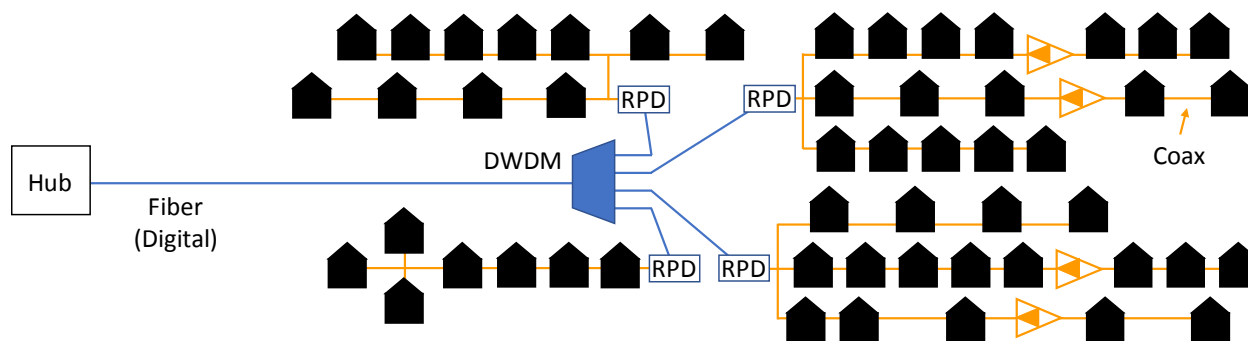 RPD
RPD
DWDM
Coax
Hub
Fiber
(Digital)
RPD
RPD